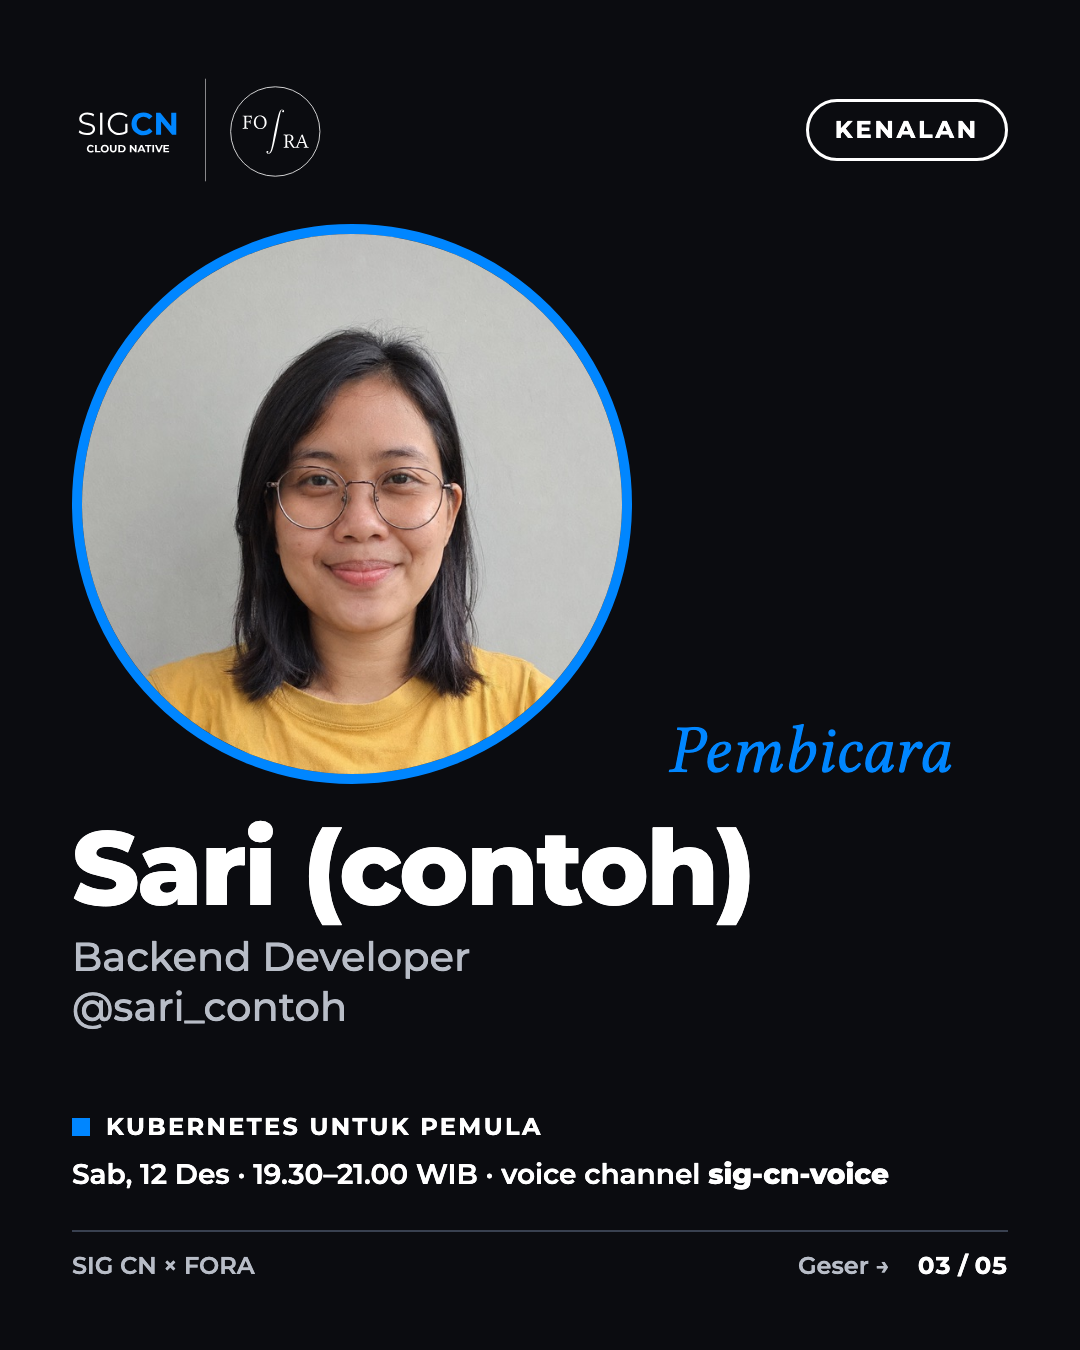 SIGCN
CLOUD NATIVE
FO RA
KENALAN
Pembicara
Sari (contoh)
Backend Developer
@sari_contoh
KUBERNETES UNTUK PEMULA
Sab, 12 Des · 19.30–21.00 WIB · voice channel sig-cn-voice
SIG CN × FORA
Geser → 03 / 05